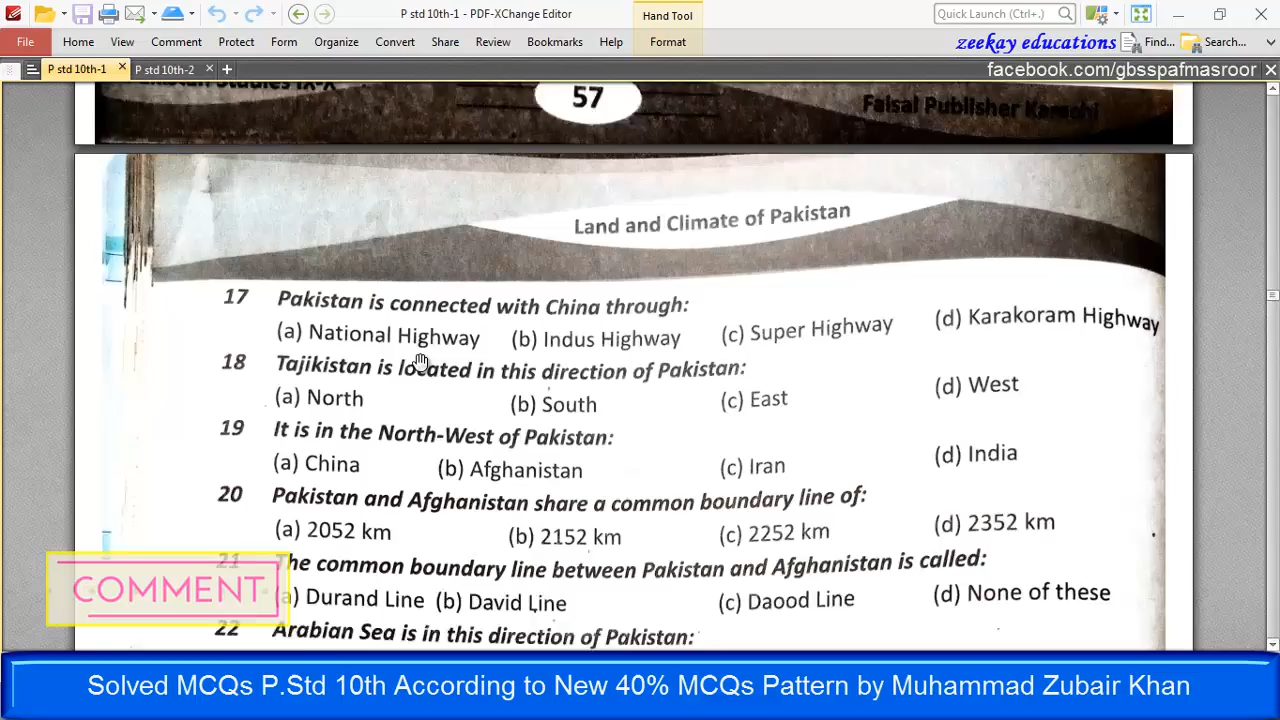 P std 10th-1 - PDF-XChange Editor
Hand Tool
Quick Launch (Ctrl+.)
File Home View Comment Protect Form Organize Convert Share Review Bookmarks Help Format
zeekay educations
Find... Search...
P std 10th-1 P std 10th-2
facebook.com/gbsspafmasroor
57
Faisal Publisher Karachi
Land and Climate of Pakistan
17 Pakistan is connected with China through:
(a) National Highway (b) Indus Highway (c) Super Highway (d) Karakoram Highway
18 Tajikistan is located in this direction of Pakistan:
(a) North (b) South (c) East (d) West
19 It is in the North-West of Pakistan:
(a) China (b) Afghanistan (c) Iran (d) India
20 Pakistan and Afghanistan share a common boundary line of:
(a) 2052 km (b) 2152 km (c) 2252 km (d) 2352 km
21 The common boundary line between Pakistan and Afghanistan is called:
(a) Durand Line (b) David Line (c) Daood Line (d) None of these
COMMENT
22 Arabian Sea is in this direction of Pakistan:
Solved MCQs P.Std 10th According to New 40% MCQs Pattern by Muhammad Zubair Khan